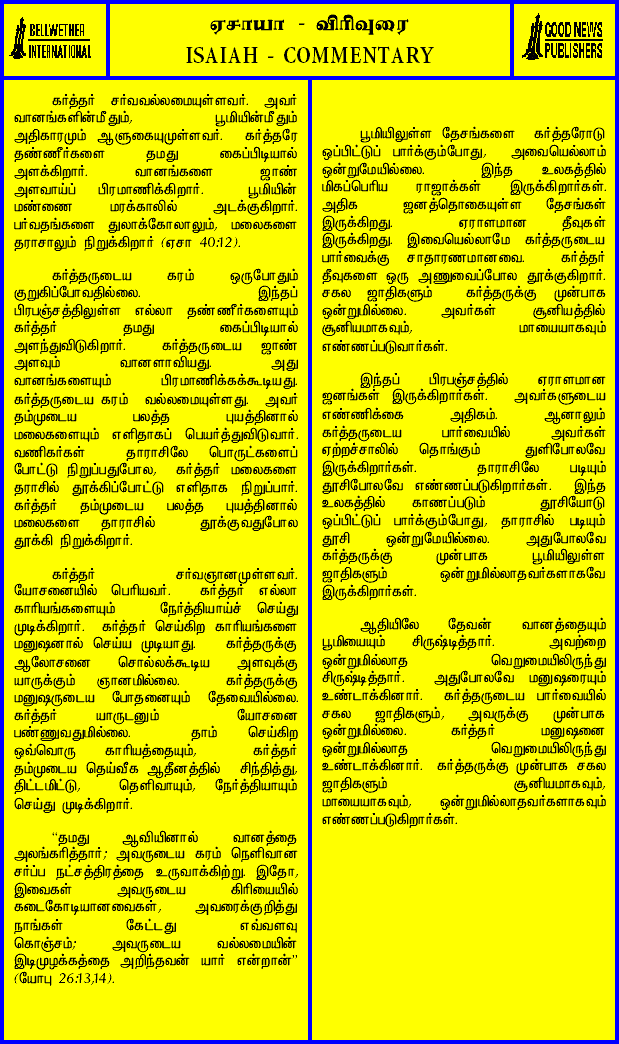 BELLWETHER
INTERNATIONAL
ஏசாயா - விரிவுரை
ISAIAH - COMMENTARY
GOOD NEWS
PUBLISHERS
கர்த்தர் சர்வவல்லமையுள்ளவர். அவர்
வானங்களின்மீதும், பூமியின்மீதும்
அதிகாரமும் ஆளுகையுமுள்ளவர். கர்த்தரே
தண்ணீர்களை தமது கைப்பிடியால்
அளக்கிறார். வானங்களை ஜாண்
அளவாய்ப் பிரமாணிக்கிறார். பூமியின்
மண்ணை மரக்காலில் அடக்குகிறார்.
பர்வதங்களை துலாக்கோலாலும், மலைகளை
தராசாலும் நிறுக்கிறார் (ஏசா 40:12).
கர்த்தருடைய கரம் ஒருபோதும்
குறுகிப்போவதில்லை. இந்தப்
பிரபஞ்சத்திலுள்ள எல்லா தண்ணீர்களையும்
கர்த்தர் தமது கைப்பிடியால்
அளந்துவிடுகிறார். கர்த்தருடைய ஜாண்
அளவும் வானளாவியது. அது
வானங்களையும் பிரமாணிக்கக்கூடியது.
கர்த்தருடைய கரம் வல்லமையுள்ளது. அவர்
தம்முடைய பலத்த புயத்தினால்
மலைகளையும் எளிதாகப் பெயர்த்துவிடுவார்.
வணிகர்கள் தாராசிலே பொருட்களைப்
போட்டு நிறுப்பதுபோல, கர்த்தர் மலைகளை
தராசில் தூக்கிப்போட்டு எளிதாக நிறுப்பார்.
கர்த்தர் தம்முடைய பலத்த புயத்தினால்
மலைகளை தாராசில் தூக்குவதுபோல
தூக்கி நிறுக்கிறார்.
கர்த்தர் சர்வஞானமுள்ளவர்.
யோசனையில் பெரியவர். கர்த்தர் எல்லா
காரியங்களையும் நேர்த்தியாய்ச் செய்து
முடிக்கிறார். கர்த்தர் செய்கிற காரியங்களை
மனுஷனால் செய்ய முடியாது. கர்த்தருக்கு
ஆலோசனை சொல்லக்கூடிய அளவுக்கு
யாருக்கும் ஞானமில்லை. கர்த்தருக்கு
மனுஷருடைய போதனையும் தேவையில்லை.
கர்த்தர் யாருடனும் யோசனை
பண்ணுவதுமில்லை. தாம் செய்கிற
ஒவ்வொரு காரியத்தையும், கர்த்தர்
தம்முடைய தெய்வீக ஆதீனத்தில் சிந்தித்து,
திட்டமிட்டு, தெளிவாயும், நேர்த்தியாயும்
செய்து முடிக்கிறார்.
“தமது ஆவியினால் வானத்தை
அலங்கரித்தார்; அவருடைய கரம் நெளிவான
சர்ப்ப நட்சத்திரத்தை உருவாக்கிற்று. இதோ,
இவைகள் அவருடைய கிரியையில்
கடைகோடியானவைகள், அவரைக்குறித்து
நாங்கள் கேட்டது எவ்வளவு
கொஞ்சம்; அவருடைய வல்லமையின்
இடிமுழக்கத்தை அறிந்தவன் யார் என்றான்”
(யோபு 26:13,14).
பூமியிலுள்ள தேசங்களை கர்த்தரோடு
ஒப்பிட்டுப் பார்க்கும்போது, அவையெல்லாம்
ஒன்றுமேயில்லை. இந்த உலகத்தில்
மிகப்பெரிய ராஜாக்கள் இருக்கிறார்கள்.
அதிக ஜனத்தொகையுள்ள தேசங்கள்
இருக்கிறது. ஏராளமான தீவுகள்
இருக்கிறது. இவையெல்லாமே கர்த்தருடைய
பார்வைக்கு சாதாரணமானவை. கர்த்தர்
தீவுகளை ஒரு அணுவைப்போல தூக்குகிறார்.
சகல ஜாதிகளும் கர்த்தருக்கு முன்பாக
ஒன்றுமில்லை. அவர்கள் சூனியத்தில்
சூனியமாகவும், மாயையாகவும்
எண்ணப்படுவார்கள்.
இந்தப் பிரபஞ்சத்தில் ஏராளமான
ஜனங்கள் இருக்கிறார்கள். அவர்களுடைய
எண்ணிக்கை அதிகம். ஆனாலும்
கர்த்தருடைய பார்வையில் அவர்கள்
ஏற்றச்சாலில் தொங்கும் துளிபோலவே
இருக்கிறார்கள். தாராசிலே படியும்
தூசிபோலவே எண்ணப்படுகிறார்கள். இந்த
உலகத்தில் காணப்படும் தூசியோடு
ஒப்பிட்டுப் பார்க்கும்போது, தாராசில் படியும்
தூசி ஒன்றுமேயில்லை. அதுபோலவே
கர்த்தருக்கு முன்பாக பூமியிலுள்ள
ஜாதிகளும் ஒன்றுமில்லாதவர்களாகவே
இருக்கிறார்கள்.
ஆதியிலே தேவன் வானத்தையும்
பூமியையும் சிருஷ்டித்தார். அவற்றை
ஒன்றுமில்லாத வெறுமையிலிருந்து
சிருஷ்டித்தார். அதுபோலவே மனுஷரையும்
உண்டாக்கினார். கர்த்தருடைய பார்வையில்
சகல ஜாதிகளும், அவருக்கு முன்பாக
ஒன்றுமில்லை. கர்த்தர் மனுஷனை
ஒன்றுமில்லாத வெறுமையிலிருந்து
உண்டாக்கினார். கர்த்தருக்கு முன்பாக சகல
ஜாதிகளும் சூனியமாகவும்,
மாயையாகவும், ஒன்றுமில்லாதவர்களாகவும்
எண்ணப்படுகிறார்கள்.